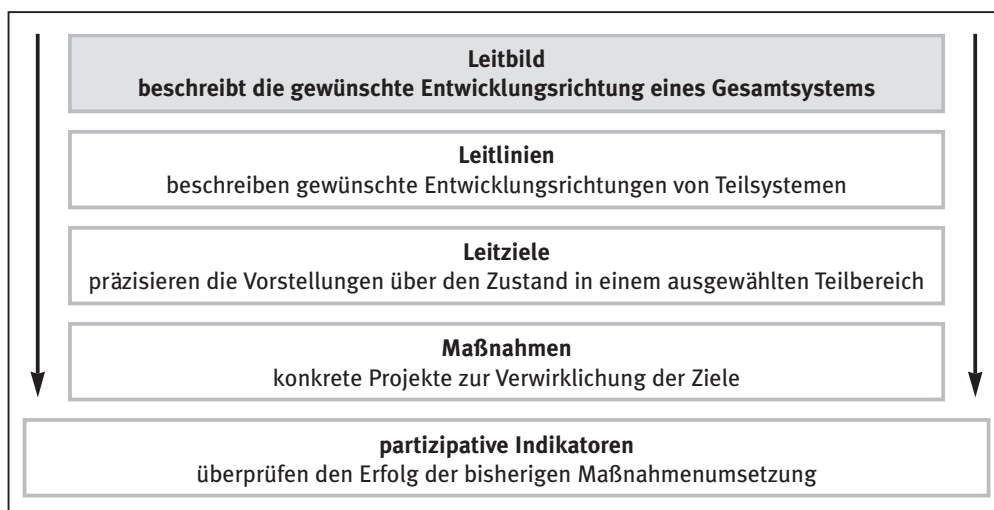 Leitbild
beschreibt die gewünschte Entwicklungsrichtung eines Gesamtsystems
Leitlinien
beschreiben gewünschte Entwicklungsrichtungen von Teilsystemen
Leitziele
präzisieren die Vorstellungen über den Zustand in einem ausgewählten Teilbereich
Maßnahmen
konkrete Projekte zur Verwirklichung der Ziele
partizipative Indikatoren
überprüfen den Erfolg der bisherigen Maßnahmenumsetzung